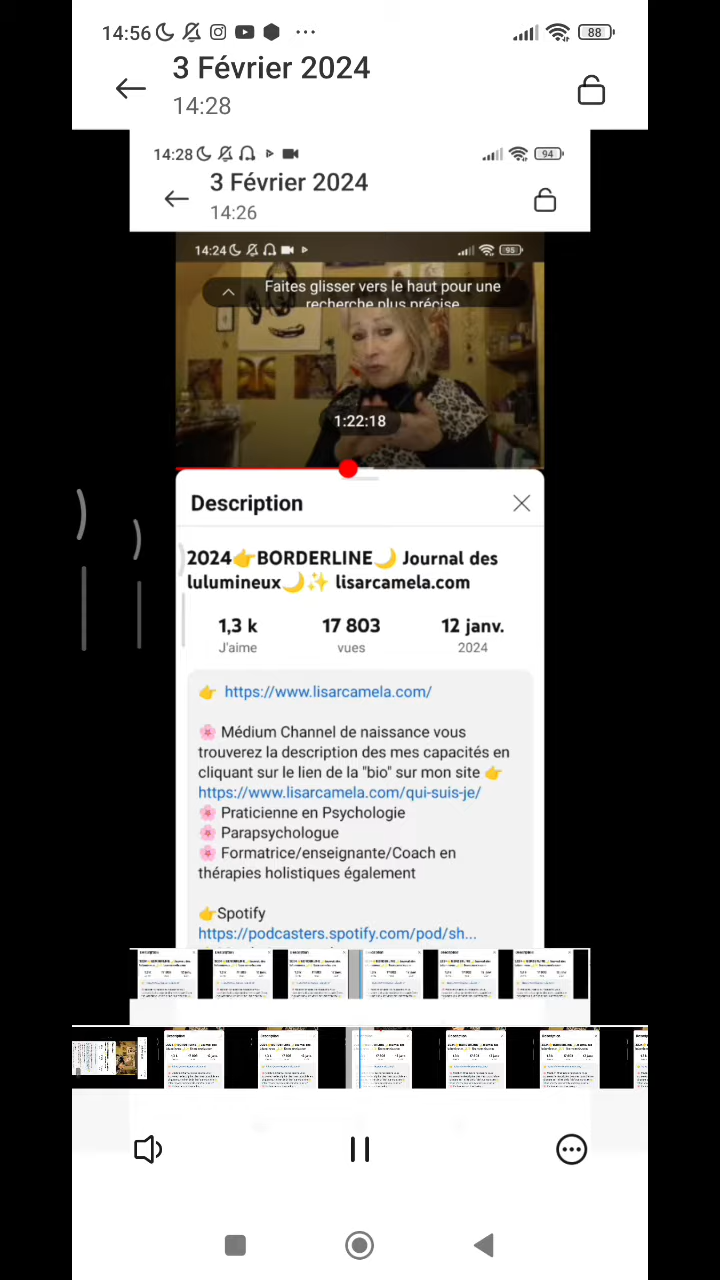 14:56
88
3 Février 2024
14:28
14:28
94
3 Février 2024
14:26
14:24
95
Faites glisser vers le haut pour une
recherche plus précise
1:22:18
Description
2024👉BORDERLINE🌙 Journal des
lulumineux🌙✨ lisarcamela.com
1,3 k 17 803 12 janv.
J'aime vues 2024
👉 https://www.lisarcamela.com/
🌸 Médium Channel de naissance vous
trouverez la description des mes capacités en
cliquant sur le lien de la "bio" sur mon site 👉
https://www.lisarcamela.com/qui-suis-je/
🌸 Praticienne en Psychologie
🌸 Parapsychologue
🌸 Formatrice/enseignante/Coach en
thérapies holistiques également
👉Spotify
https://podcasters.spotify.com/pod/sh...